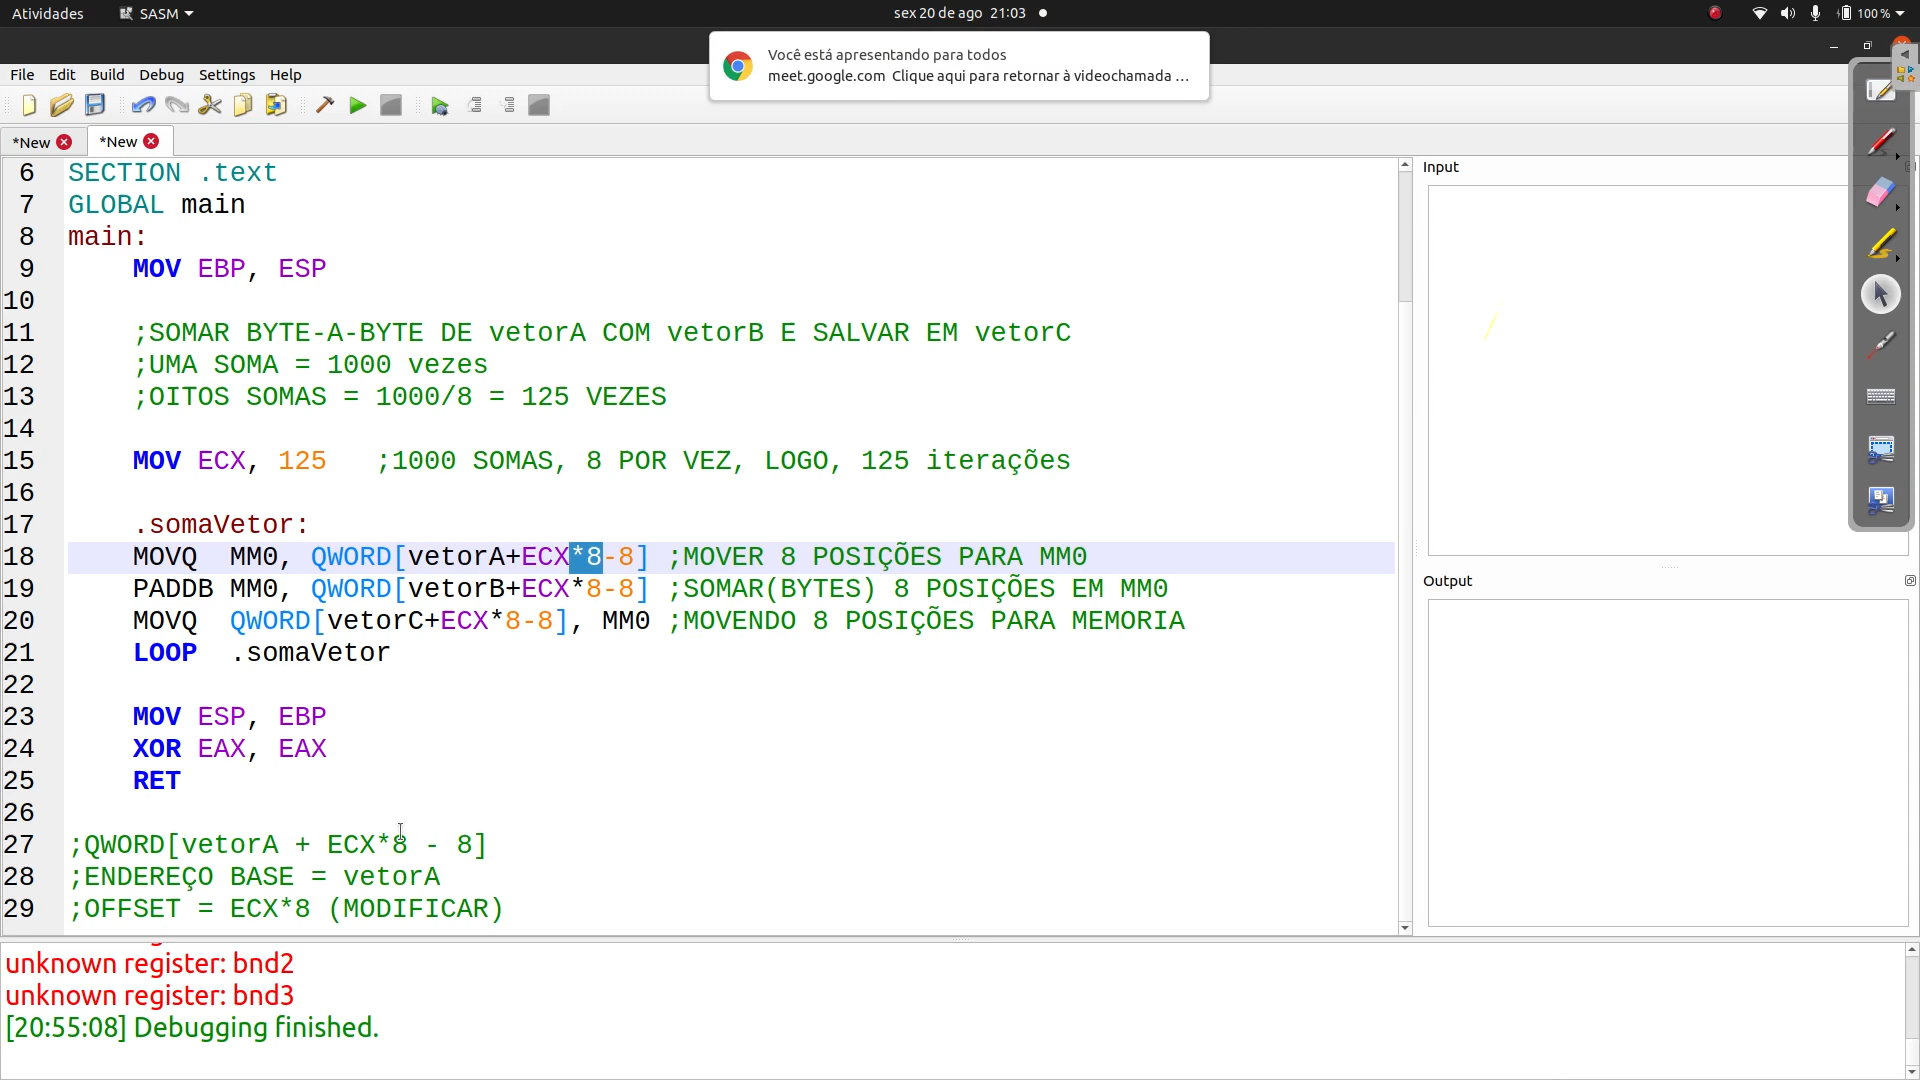 Atividades SASM sex 20 de ago 21:03 100 %
Você está apresentando para todos
meet.google.com Clique aqui para retornar à videochamada ...
File Edit Build Debug Settings Help
*New *New
6 SECTION .text
7 GLOBAL main
8 main:
9 MOV EBP, ESP
10
11 ;SOMAR BYTE-A-BYTE DE vetorA COM vetorB E SALVAR EM vetorC
12 ;UMA SOMA = 1000 vezes
13 ;OITOS SOMAS = 1000/8 = 125 VEZES
14
15 MOV ECX, 125 ;1000 SOMAS, 8 POR VEZ, LOGO, 125 iterações
16
17 .somaVetor:
18 MOVQ MM0, QWORD[vetorA+ECX*8-8] ;MOVER 8 POSIÇÕES PARA MM0
19 PADDB MM0, QWORD[vetorB+ECX*8-8] ;SOMAR(BYTES) 8 POSIÇÕES EM MM0
20 MOVQ QWORD[vetorC+ECX*8-8], MM0 ;MOVENDO 8 POSIÇÕES PARA MEMORIA
21 LOOP .somaVetor
22
23 MOV ESP, EBP
24 XOR EAX, EAX
25 RET
26
27 ;QWORD[vetorA + ECX*8 - 8]
28 ;ENDEREÇO BASE = vetorA
29 ;OFFSET = ECX*8 (MODIFICAR)
Input
Output
unknown register: bnd2
unknown register: bnd3
[20:55:08] Debugging finished.